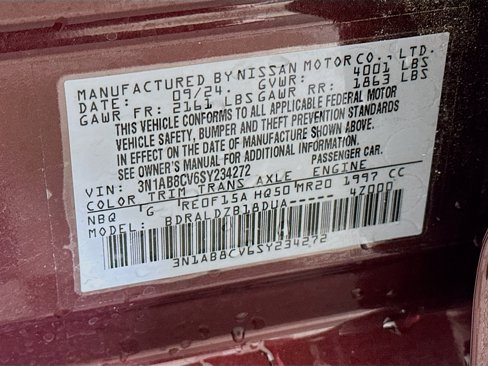 MANUFACTURED BY NISSAN MOTOR CO., LTD.
DATE: 09/24. GVWR: 4001 LBS
GAWR FR: 2161 LBS GAWR RR: 1863 LBS
THIS VEHICLE CONFORMS TO ALL APPLICABLE FEDERAL MOTOR
VEHICLE SAFETY, BUMPER AND THEFT PREVENTION STANDARDS
IN EFFECT ON THE DATE OF MANUFACTURE SHOWN ABOVE.
SEE OWNER'S MANUAL FOR ADDITIONAL INFORMATION.
VIN: 3N1AB8CV6SY234272 PASSENGER CAR.
COLOR TRIM TRANS AXLE ENGINE
NBQ G RE0F15A HQ50 MR20 1997 CC
MODEL: BDRALDZB18DUA----- 4Z000
3N1AB8CV6SY234272